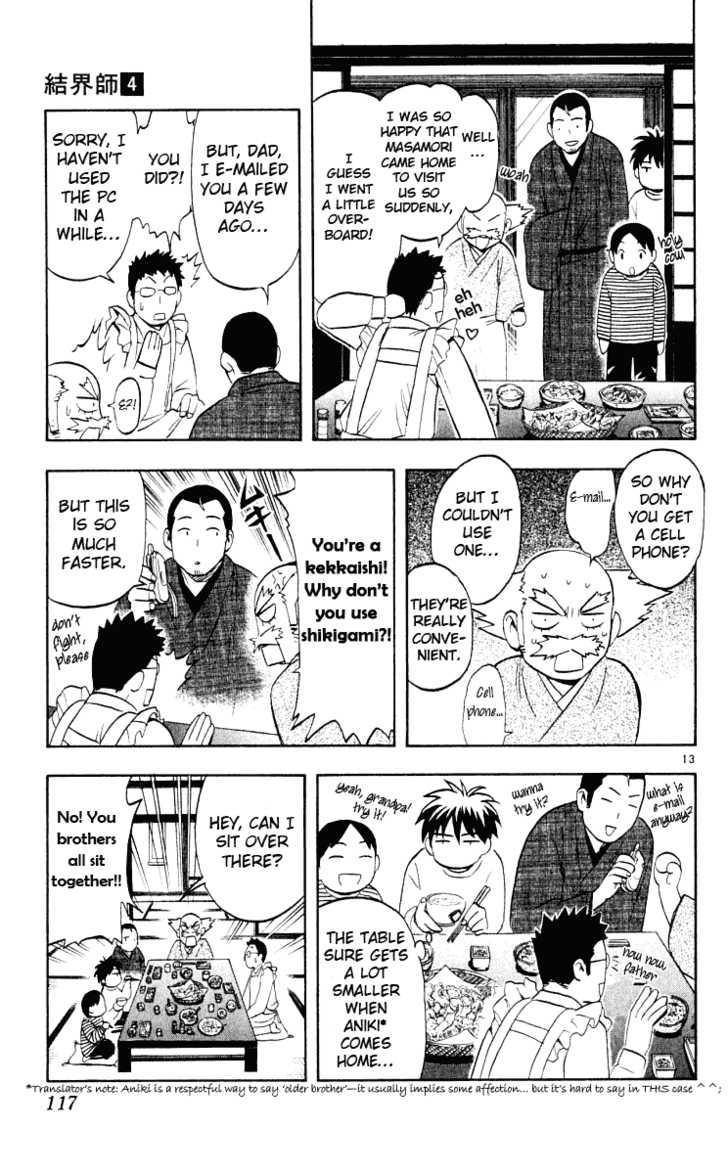 結界師4
WELL
...
I WAS SO
HAPPY THAT
MASAMORI
CAME HOME
TO VISIT
US SO
SUDDENLY,
I
GUESS
I WENT
A LITTLE
OVER-
BOARD!
woah
holy
cow
eh
heh
BUT, DAD,
I E-MAILED
YOU A FEW
DAYS
AGO...
YOU
DID?!
SORRY, I
HAVEN'T
USED
THE PC
IN A
WHILE...
E?!
SO WHY
DON'T
YOU GET
A CELL
PHONE?
E-mail...
BUT I
COULDN'T
USE
ONE...
THEY'RE
REALLY
CONVE-
NIENT.
Cell
phone...
ムキー
You're a
kekkaishi!
Why don't
you use
shikigami?!
BUT THIS
IS SO
MUCH
FASTER.
don't
fight,
please
13
what is
e-mail
anyway?
wanna
try it?
yeah, grandpa!
try it!
now now,
father
THE TABLE
SURE GETS
A LOT
SMALLER
WHEN
ANIKI*
COMES
HOME...
HEY, CAN I
SIT OVER
THERE?
No! You
brothers
all sit
together!!
*Translator's note: Aniki is a respectful way to say 'older brother'—it usually implies some affection... but it's hard to say in THIS case ^^;
117